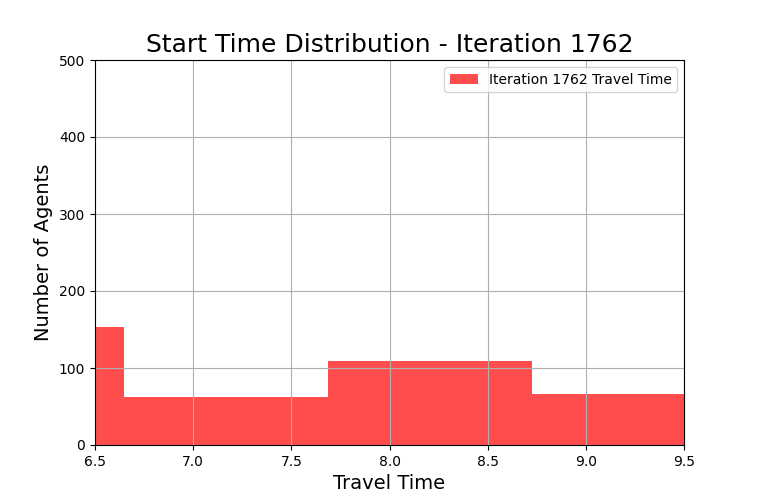 Start Time Distribution - Iteration 1762
Iteration 1762 Travel Time
Number of Agents
500
400
300
200
100
0
6.5 7.0 7.5 8.0 8.5 9.0 9.5
Travel Time